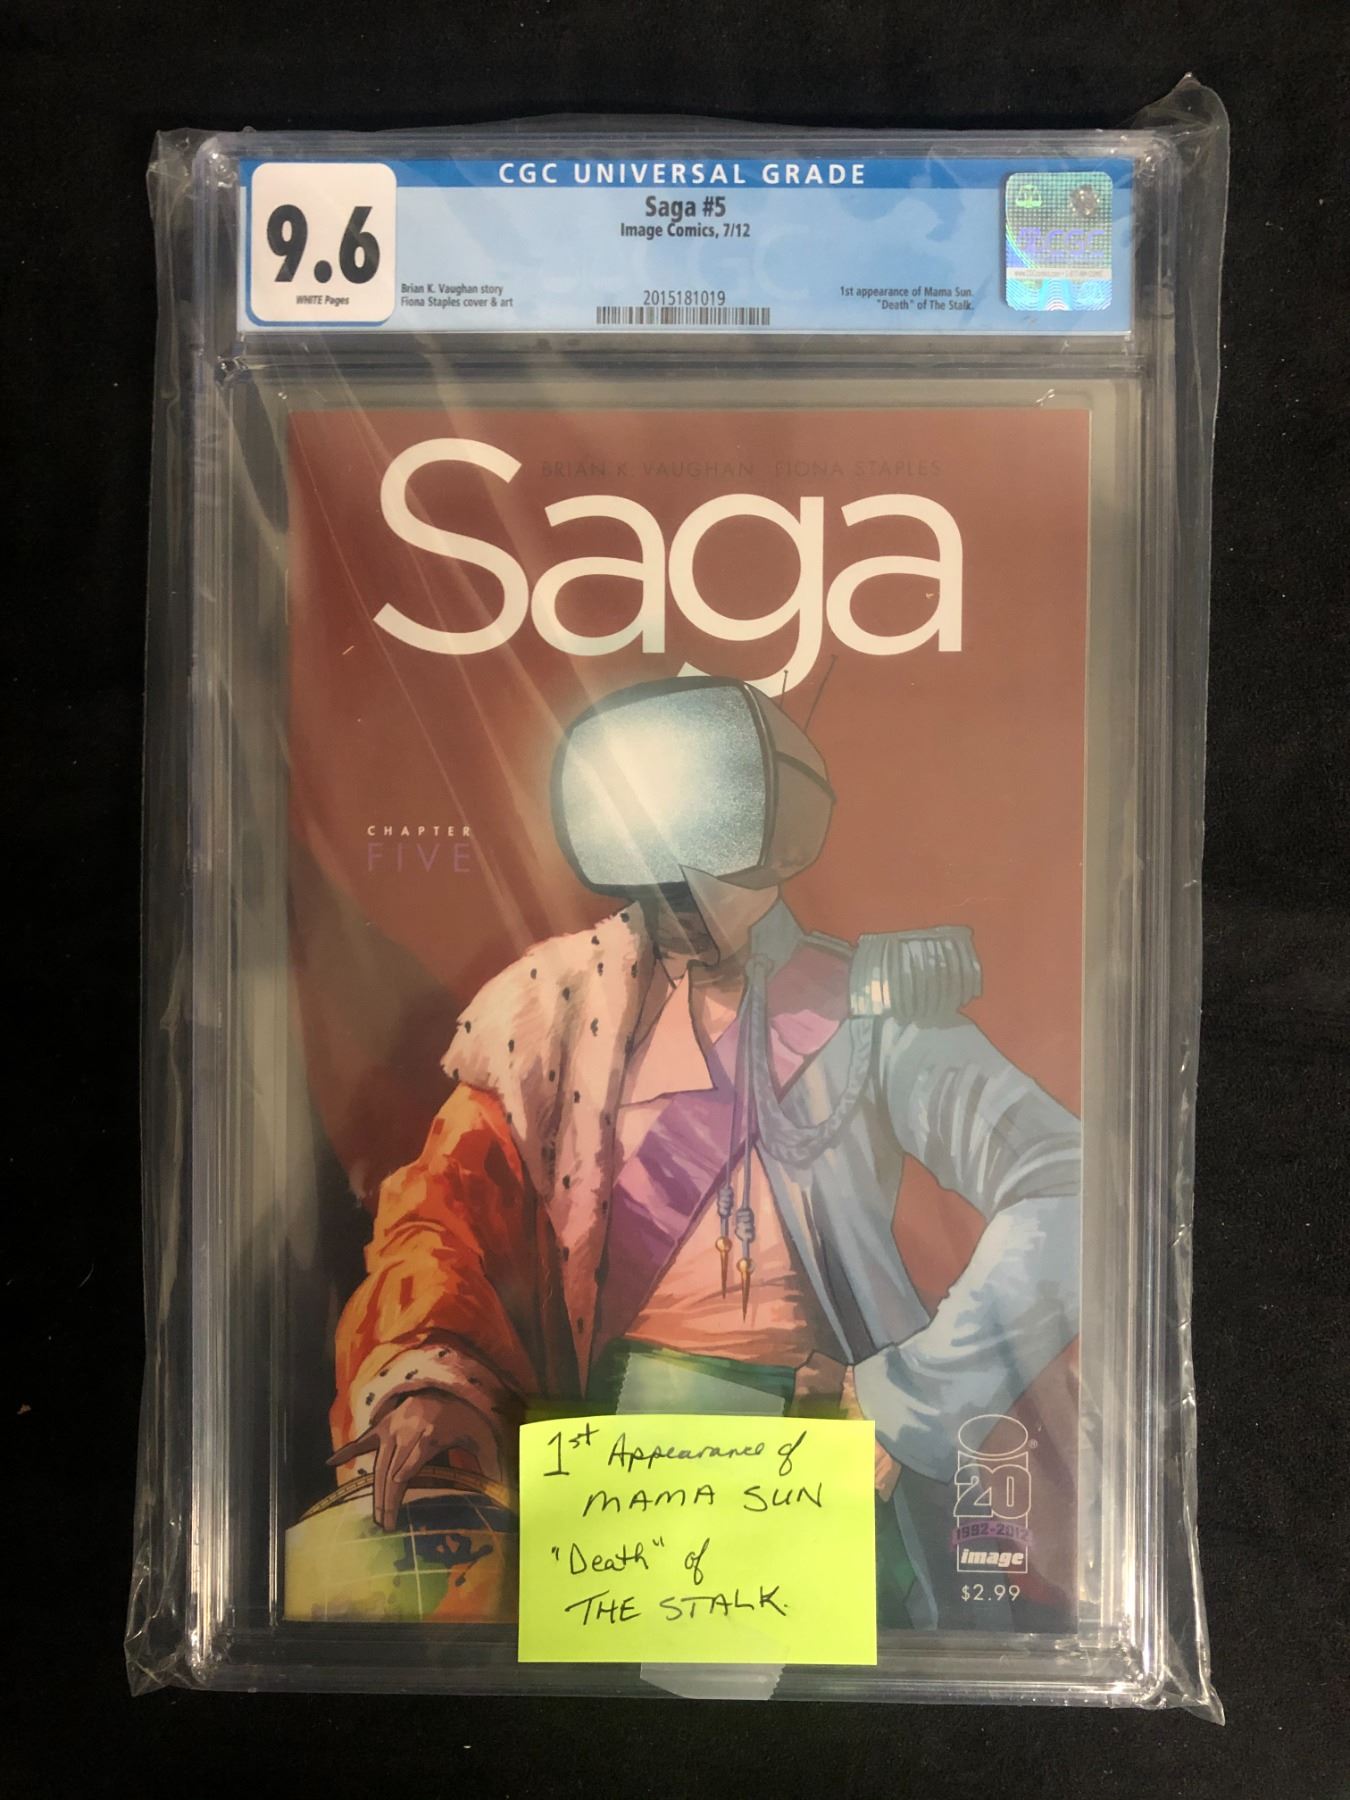 CGC UNIVERSAL GRADE
9.6
WHITE Pages
Saga #5
Image Comics, 7/12
Brian K. Vaughan story
Fiona Staples cover & art
2015181019
1st appearance of Mama Sun.
"Death" of The Stalk.
CGC
BRIAN K. VAUGHAN FIONA STAPLES
Saga
CHAPTER
FIVE
1st Appearance of
MAMA SUN
"Death" of
THE STALK.
20
1992-2012
image
$2.99